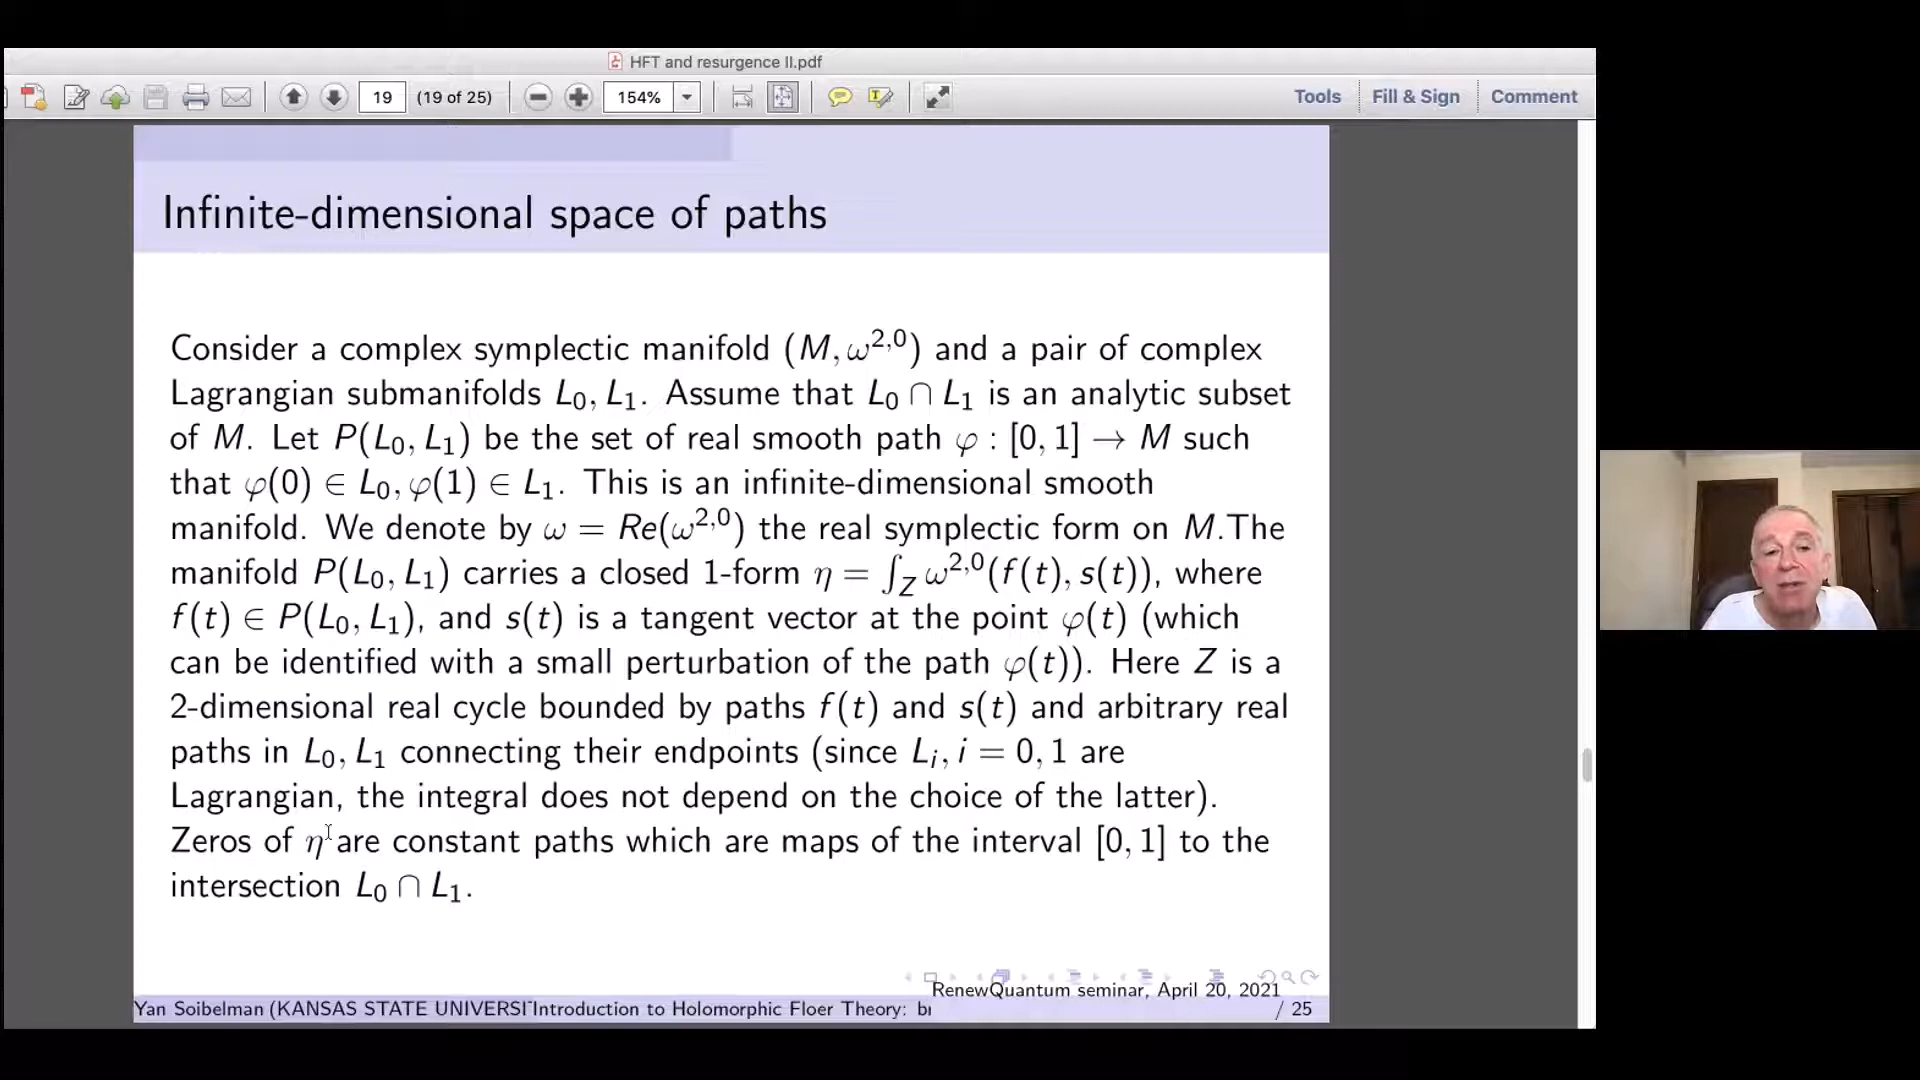 HFT and resurgence II.pdf
19 (19 of 25) 154% Tools Fill & Sign Comment
Infinite-dimensional space of paths
Consider a complex symplectic manifold (M, ω^{2,0}) and a pair of complex
Lagrangian submanifolds L₀, L₁. Assume that L₀ ∩ L₁ is an analytic subset
of M. Let P(L₀, L₁) be the set of real smooth path φ : [0, 1] → M such
that φ(0) ∈ L₀, φ(1) ∈ L₁. This is an infinite-dimensional smooth
manifold. We denote by ω = Re(ω^{2,0}) the real symplectic form on M.The
manifold P(L₀, L₁) carries a closed 1-form η = ∫_Z ω^{2,0}(f(t), s(t)), where
f(t) ∈ P(L₀, L₁), and s(t) is a tangent vector at the point φ(t) (which
can be identified with a small perturbation of the path φ(t)). Here Z is a
2-dimensional real cycle bounded by paths f(t) and s(t) and arbitrary real
paths in L₀, L₁ connecting their endpoints (since Lᵢ, i = 0, 1 are
Lagrangian, the integral does not depend on the choice of the latter).
Zeros of η are constant paths which are maps of the interval [0, 1] to the
intersection L₀ ∩ L₁.
RenewQuantum seminar, April 20, 2021
Yan Soibelman (KANSAS STATE UNIVERSI Introduction to Holomorphic Floer Theory: br / 25